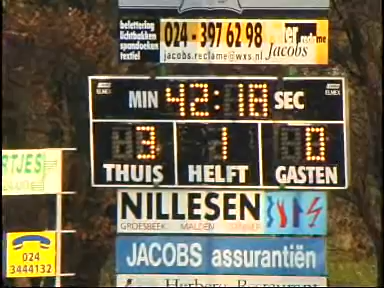 belettering
lichtbakken
spandoeken
textiel
024 - 397 62 98
jacobs.reclame@wxs.nl
Jacobs
ELMEX
ELMEX
MIN 42:18 SEC
3 1 0
THUIS HELFT GASTEN
RTJES
NILLESEN
GROESBEEK MALDEN
024
3444132
JACOBS assurantiën